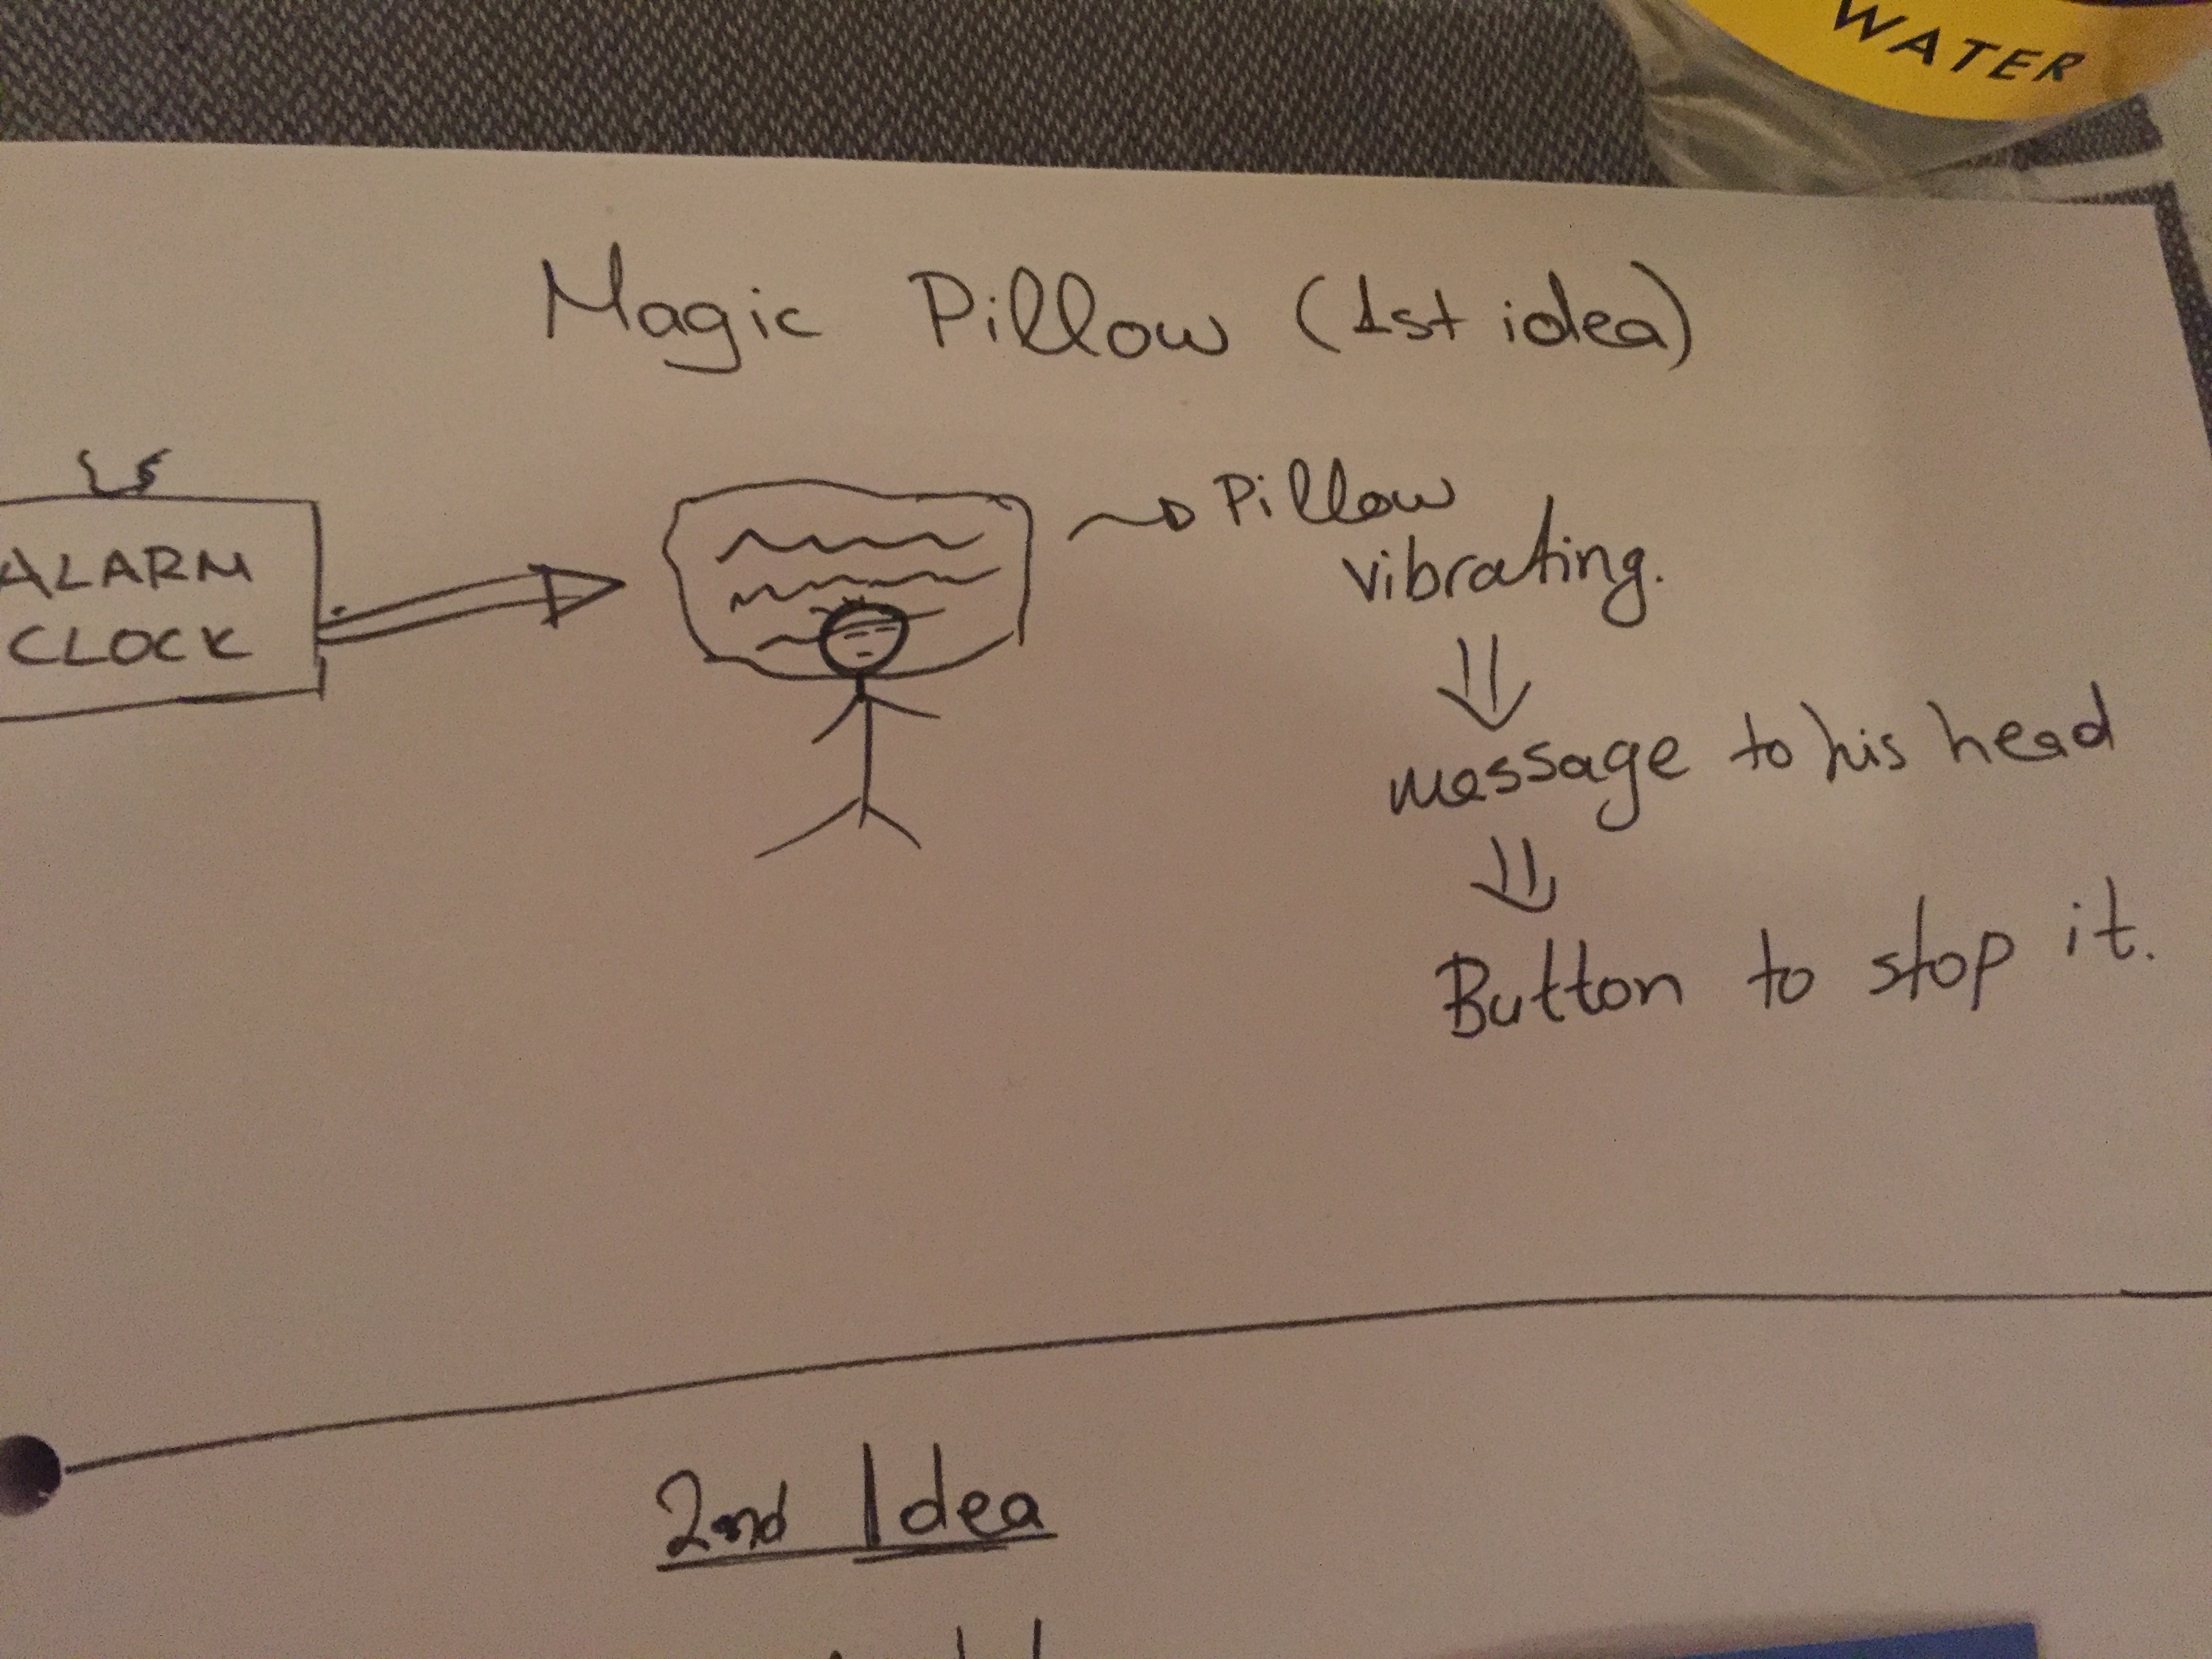 WATER
Magic Pillow (1st idea)
ALARM
CLOCK
Pillow
vibrating.
message to his head
Button to stop it.
2nd Idea